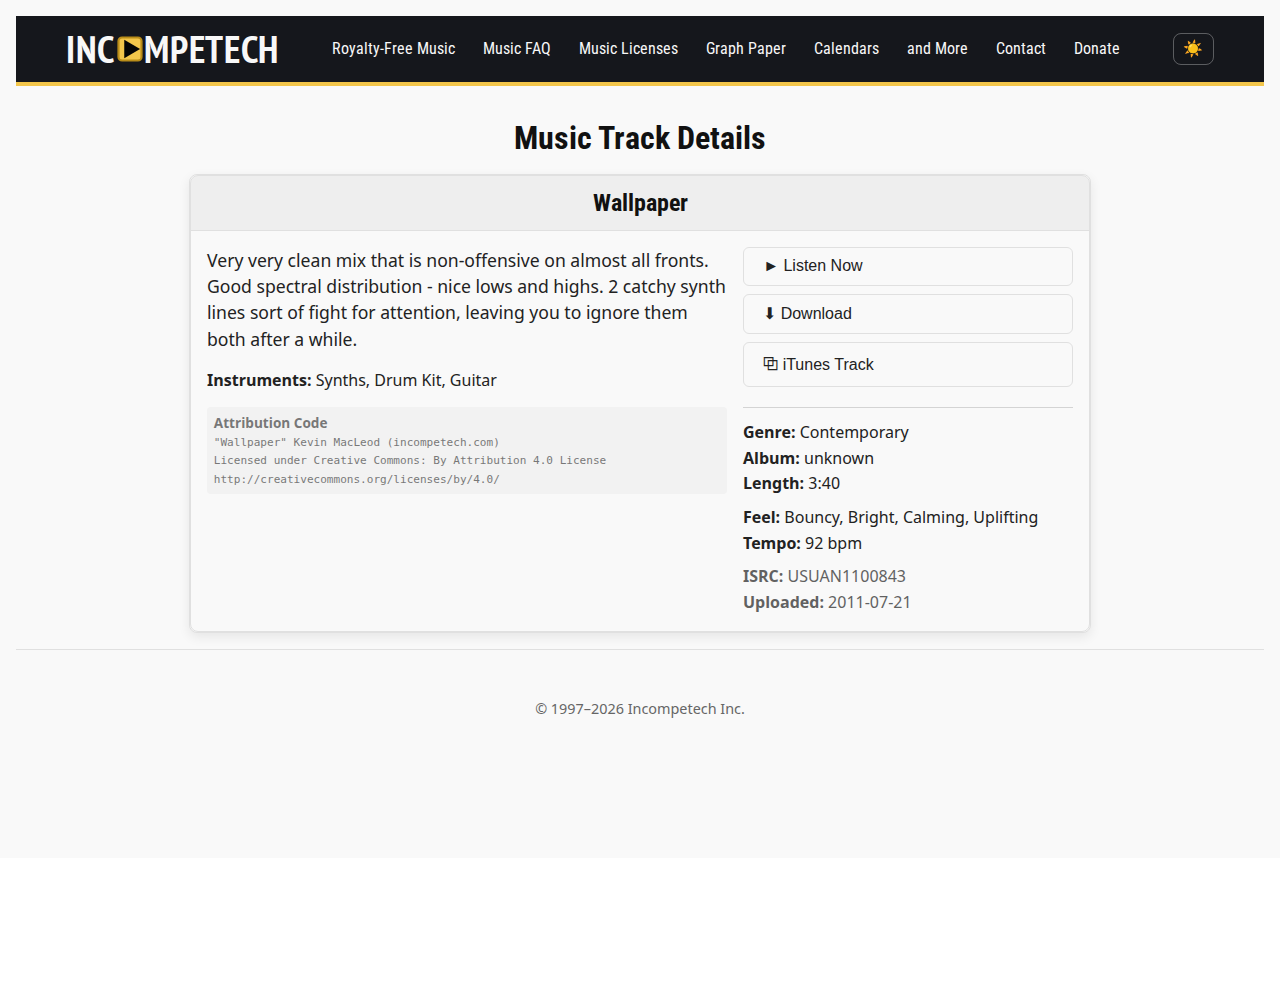 INCOMPETECH
Royalty-Free Music
Music FAQ
Music Licenses
Graph Paper
Calendars
and More
Contact
Donate
Music Track Details
Wallpaper
Very very clean mix that is non-offensive on almost all fronts.
Good spectral distribution - nice lows and highs. 2 catchy synth
lines sort of fight for attention, leaving you to ignore them
both after a while.
Instruments: Synths, Drum Kit, Guitar
Attribution Code
"Wallpaper" Kevin MacLeod (incompetech.com)
Licensed under Creative Commons: By Attribution 4.0 License
http://creativecommons.org/licenses/by/4.0/
► Listen Now
⬇ Download
iTunes Track
Genre: Contemporary
Album: unknown
Length: 3:40
Feel: Bouncy, Bright, Calming, Uplifting
Tempo: 92 bpm
ISRC: USUAN1100843
Uploaded: 2011-07-21
© 1997–2026 Incompetech Inc.